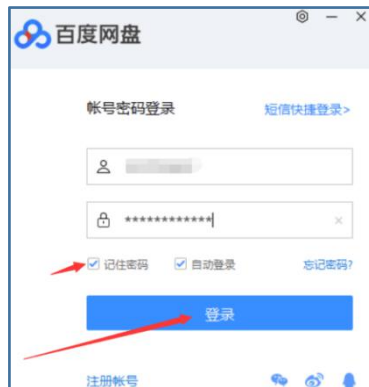 百度网盘
帐号密码登录 短信快捷登录>
************
记住密码 自动登录 忘记密码?
登录
注册帐号